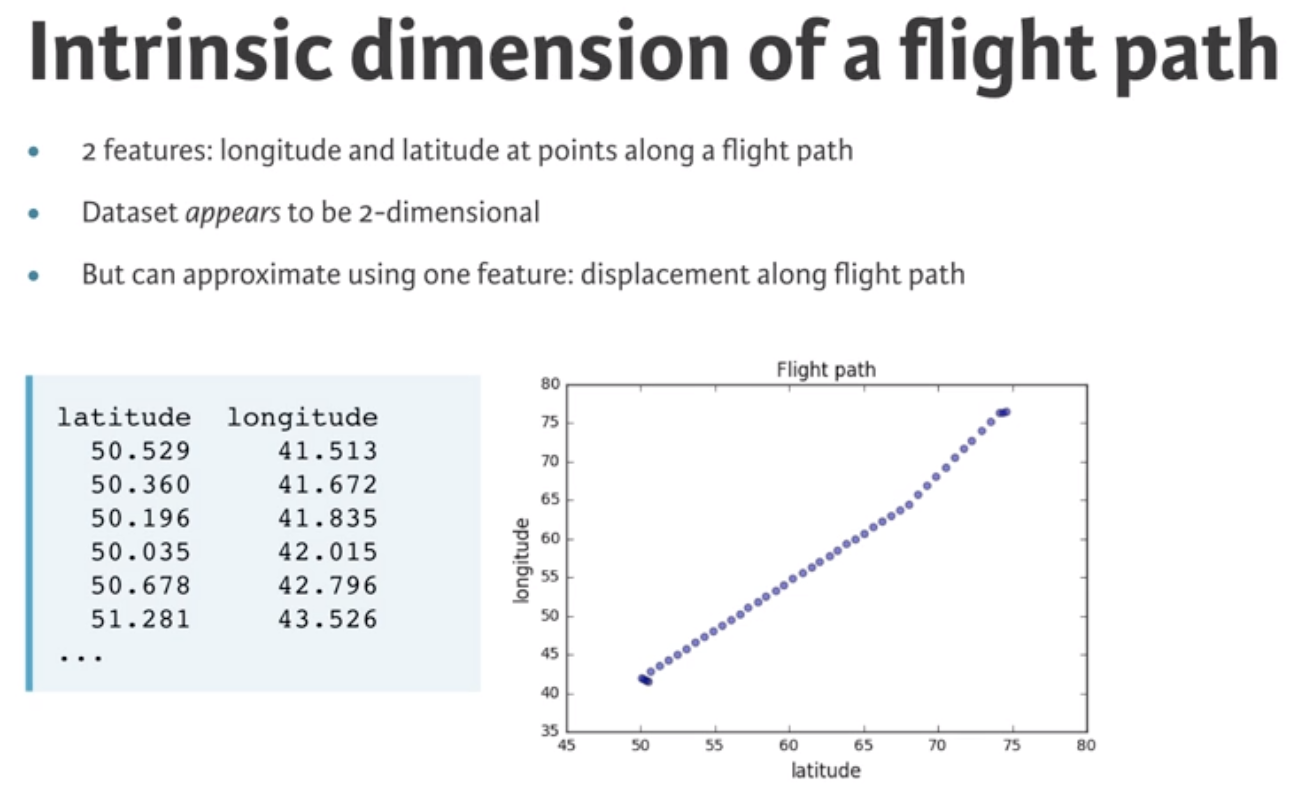 Intrinsic dimension of a flight path
• 2 features: longitude and latitude at points along a flight path
• Dataset appears to be 2-dimensional
• But can approximate using one feature: displacement along flight path
latitude longitude
50.529 41.513
50.360 41.672
50.196 41.835
50.035 42.015
50.678 42.796
51.281 43.526
...
Flight path
80
75
70
65
60
55
50
45
40
35
longitude
45 50 55 60 65 70 75 80
latitude